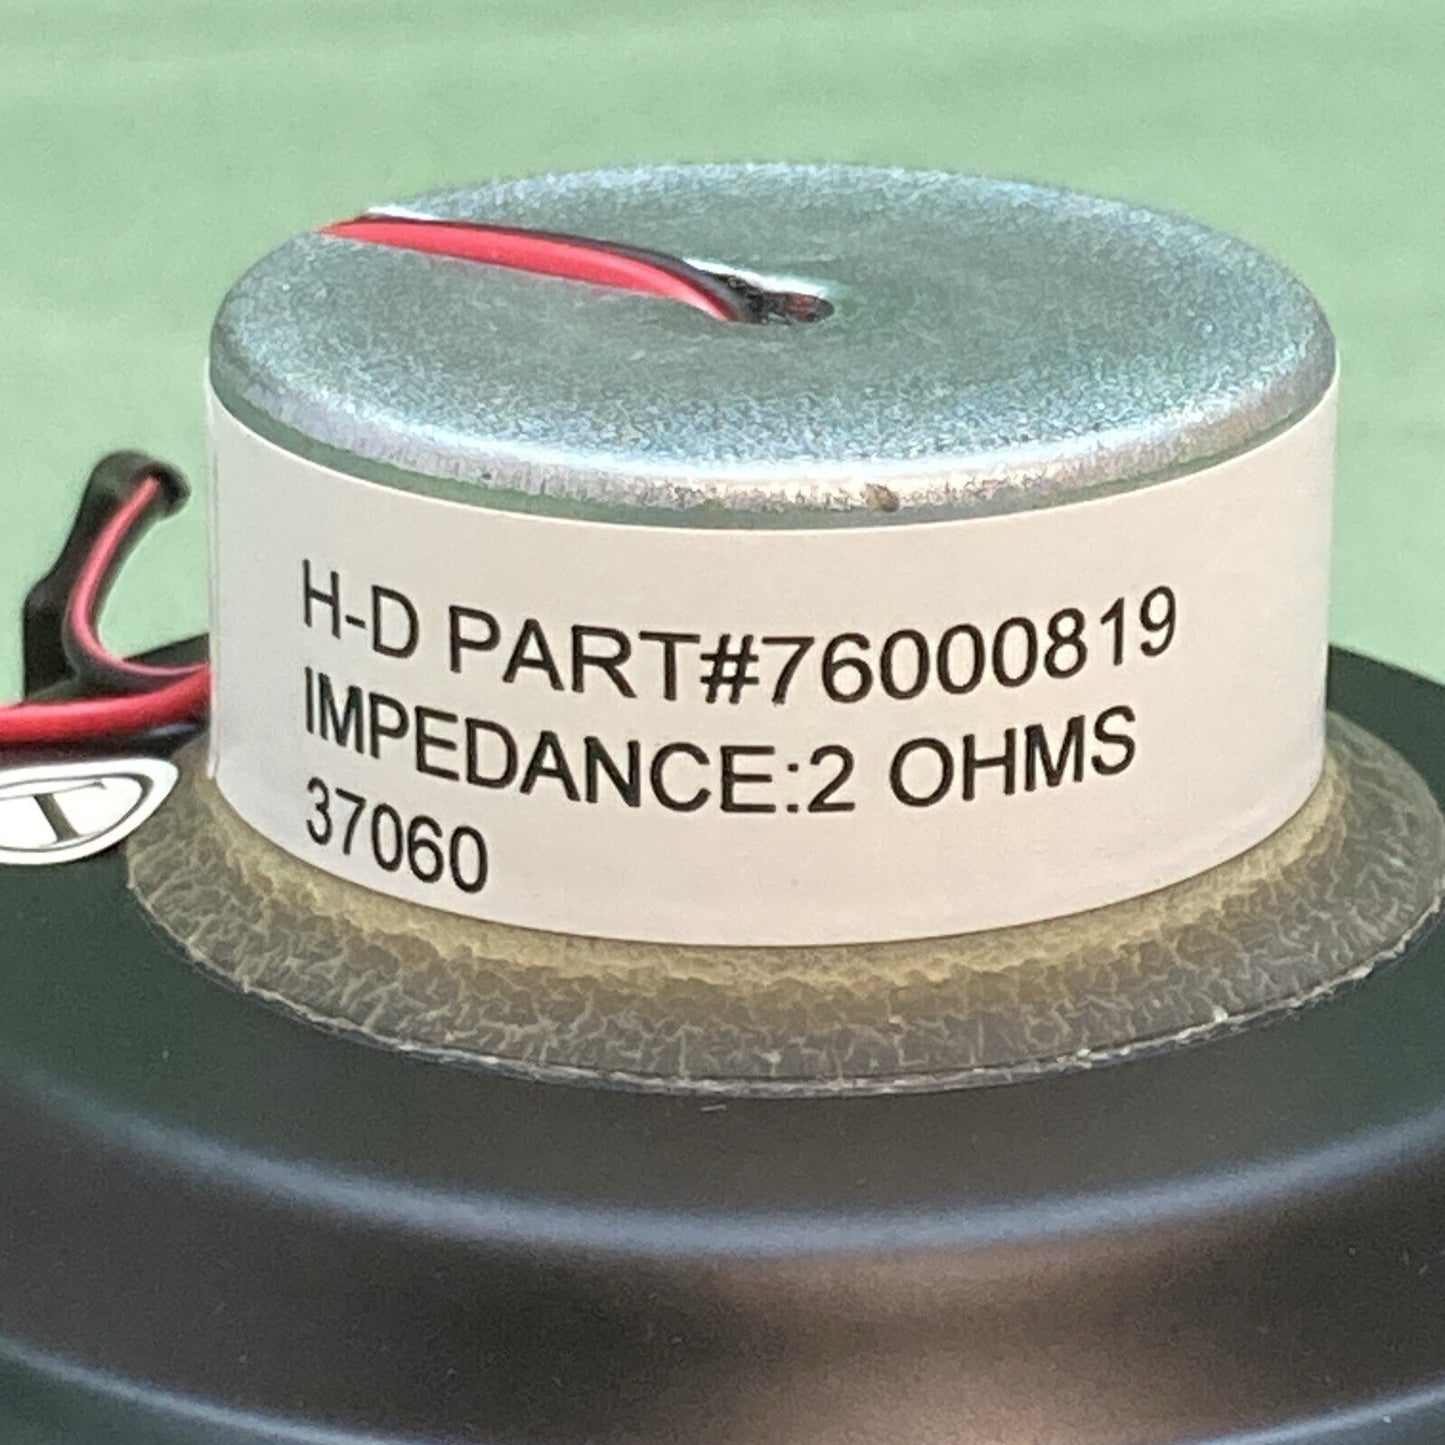 H-D PART#76000819
IMPEDANCE:2 OHMS
37060